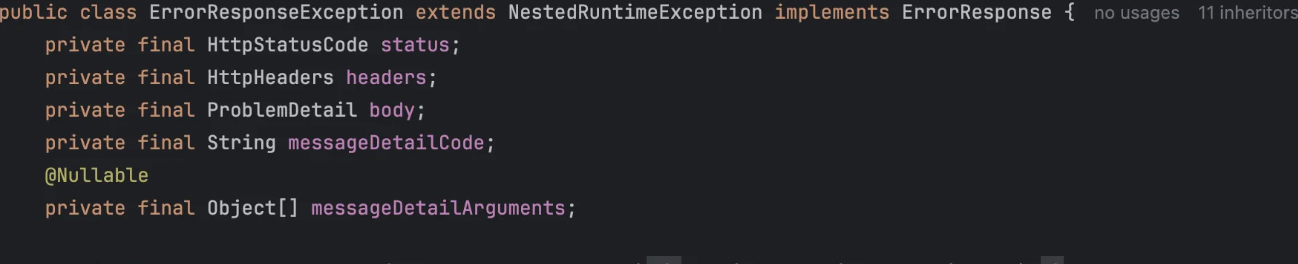 public class ErrorResponseException extends NestedRuntimeException implements ErrorResponse { no usages 11 inheritors
private final HttpStatusCode status;
private final HttpHeaders headers;
private final ProblemDetail body;
private final String messageDetailCode;
@Nullable
private final Object[] messageDetailArguments;